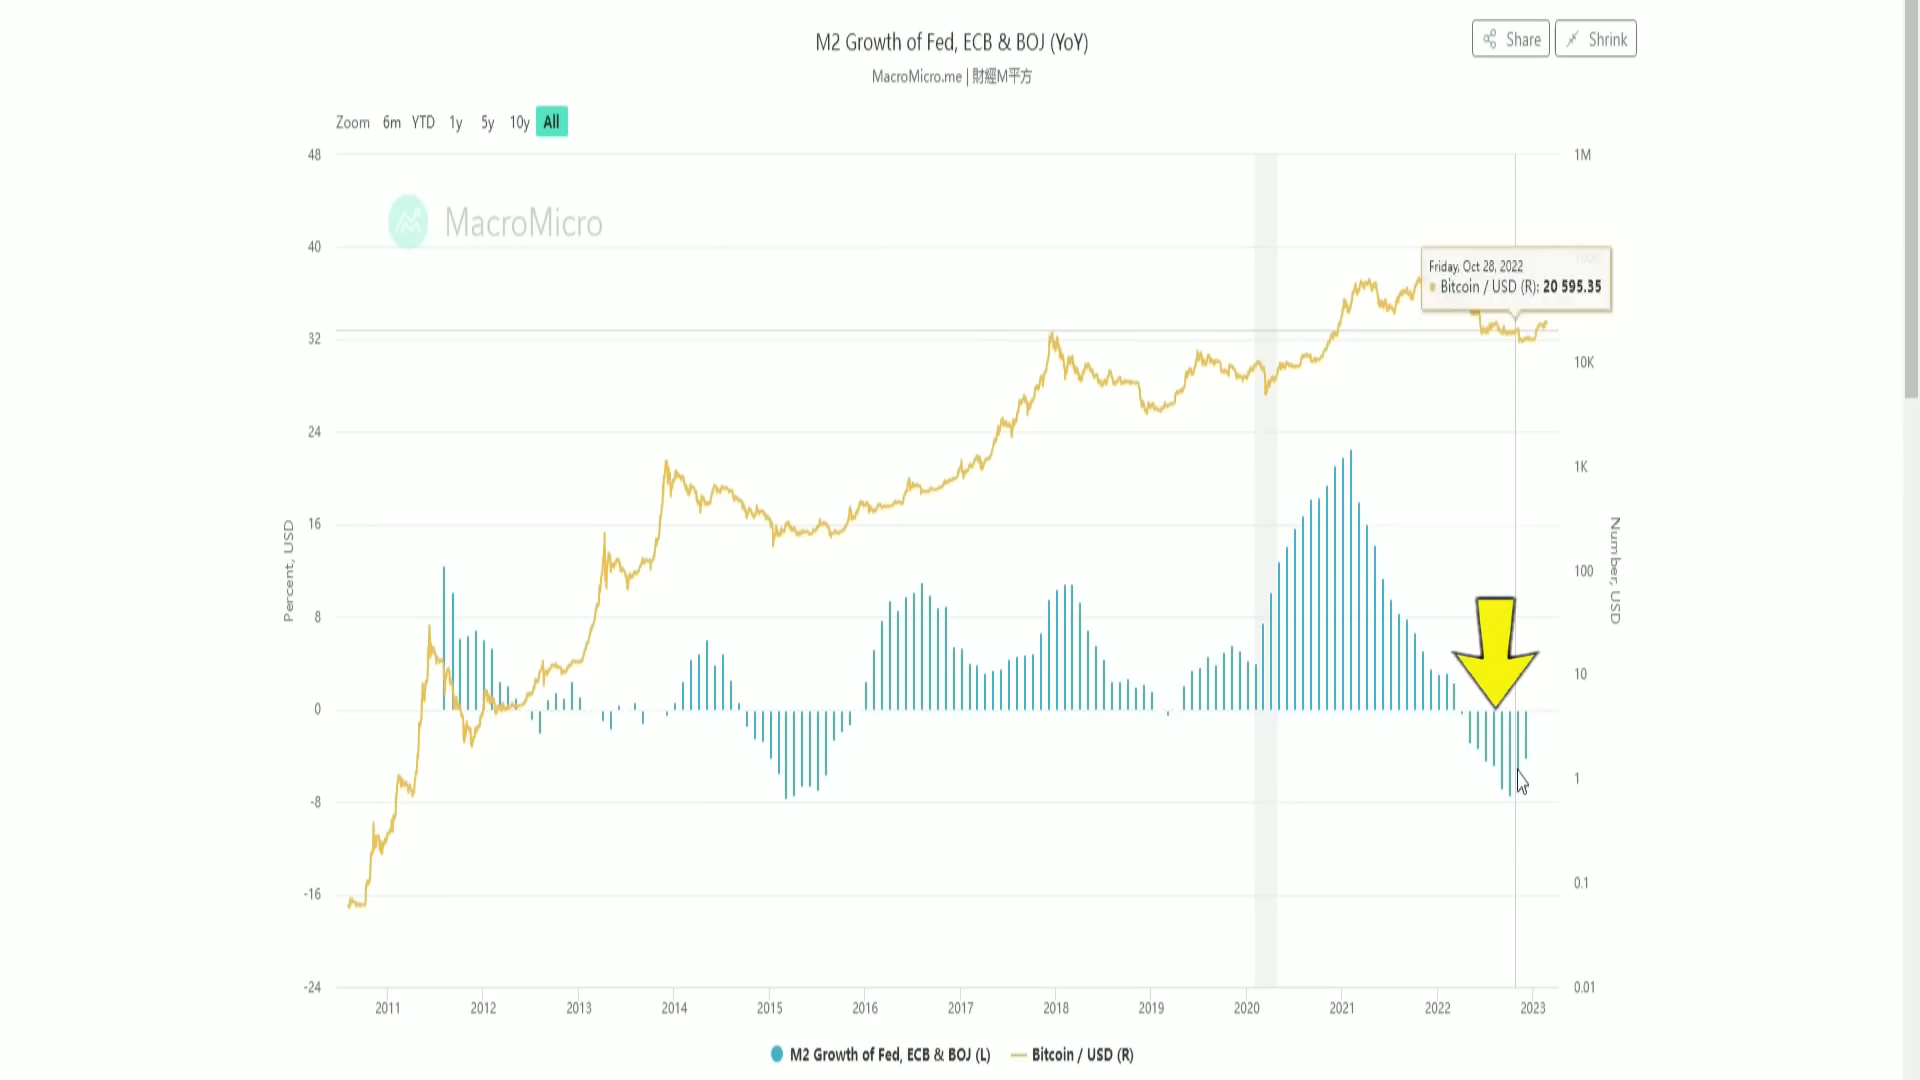 M2 Growth of Fed, ECB & BOJ (YoY)
MacroMicro.me | 財經M平方
Share
Shrink
Zoom 6m YTD 1y 5y 10y All
48
40
32
24
16
8
0
-8
-16
-24
Percent, USD
MacroMicro
Friday, Oct 28, 2022
Bitcoin / USD (R): 20 595.35
1M
10K
1K
100
10
1
0.1
0.01
Number, USD
2011 2012 2013 2014 2015 2016 2017 2018 2019 2020 2021 2022 2023
M2 Growth of Fed, ECB & BOJ (L) Bitcoin / USD (R)